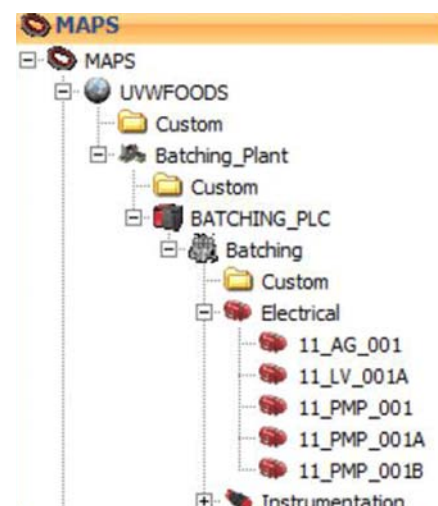 MAPS
MAPS
UVWFOODS
Custom
Batching_Plant
Custom
BATCHING_PLC
Batching
Custom
Electrical
11_AG_001
11_LV_001A
11_PMP_001
11_PMP_001A
11_PMP_001B
Instrumentation